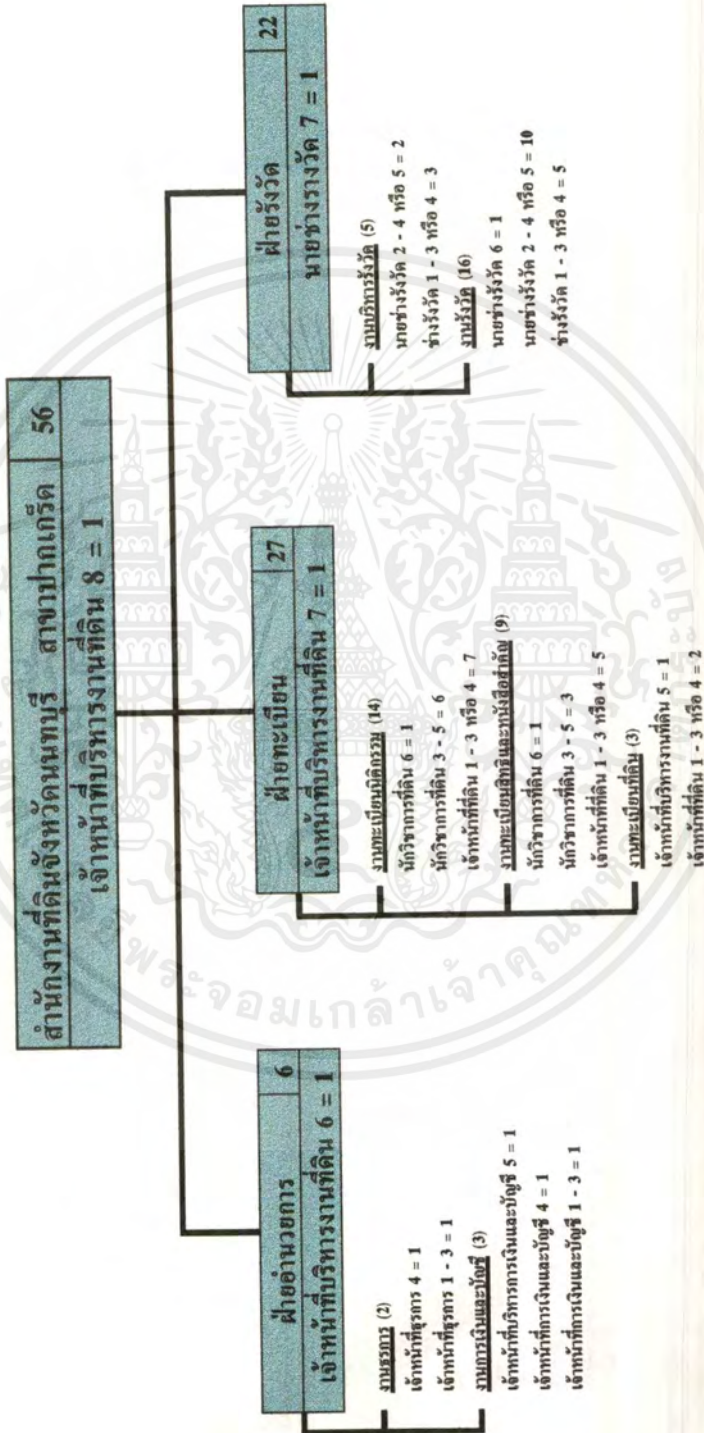 สำนักงานที่ดินจังหวัดนนทบุรี สาขาปากเกร็ด 56
เจ้าหน้าที่บริหารงานที่ดิน 8 = 1
ฝ่ายอำนวยการ 6
เจ้าหน้าที่บริหารงานที่ดิน 6 = 1
งานธุรการ (2)
เจ้าหน้าที่ธุรการ 4 = 1
เจ้าหน้าที่ธุรการ 1 - 3 = 1
งานการเงินและบัญชี (3)
เจ้าหน้าที่บริหารการเงินและบัญชี 5 = 1
เจ้าหน้าที่การเงินและบัญชี 4 = 1
เจ้าหน้าที่การเงินและบัญชี 1 - 3 = 1
ฝ่ายทะเบียน 27
เจ้าหน้าที่บริหารงานที่ดิน 7 = 1
งานทะเบียนนิติกรรม (14)
นักวิชาการที่ดิน 6 = 1
นักวิชาการที่ดิน 3 - 5 = 6
เจ้าหน้าที่ที่ดิน 1 - 3 หรือ 4 = 7
งานทะเบียนสิทธิและหนังสือสำคัญ (9)
นักวิชาการที่ดิน 6 = 1
นักวิชาการที่ดิน 3 - 5 = 3
เจ้าหน้าที่ที่ดิน 1 - 3 หรือ 4 = 5
งานทะเบียนที่ดิน (3)
เจ้าหน้าที่บริหารงานที่ดิน 5 = 1
เจ้าหน้าที่ที่ดิน 1 - 3 หรือ 4 = 2
ฝ่ายรังวัด 22
นายช่างรางวัด 7 = 1
งานบริหารรังวัด (5)
นายช่างรังวัด 2 - 4 หรือ 5 = 2
ช่างรังวัด 1 - 3 หรือ 4 = 3
งานรังวัด (16)
นายช่างรังวัด 6 = 1
นายช่างรังวัด 2 - 4 หรือ 5 = 10
ช่างรังวัด 1 - 3 หรือ 4 = 5
พระจอมเกล้าเจ้าคุณทหาร